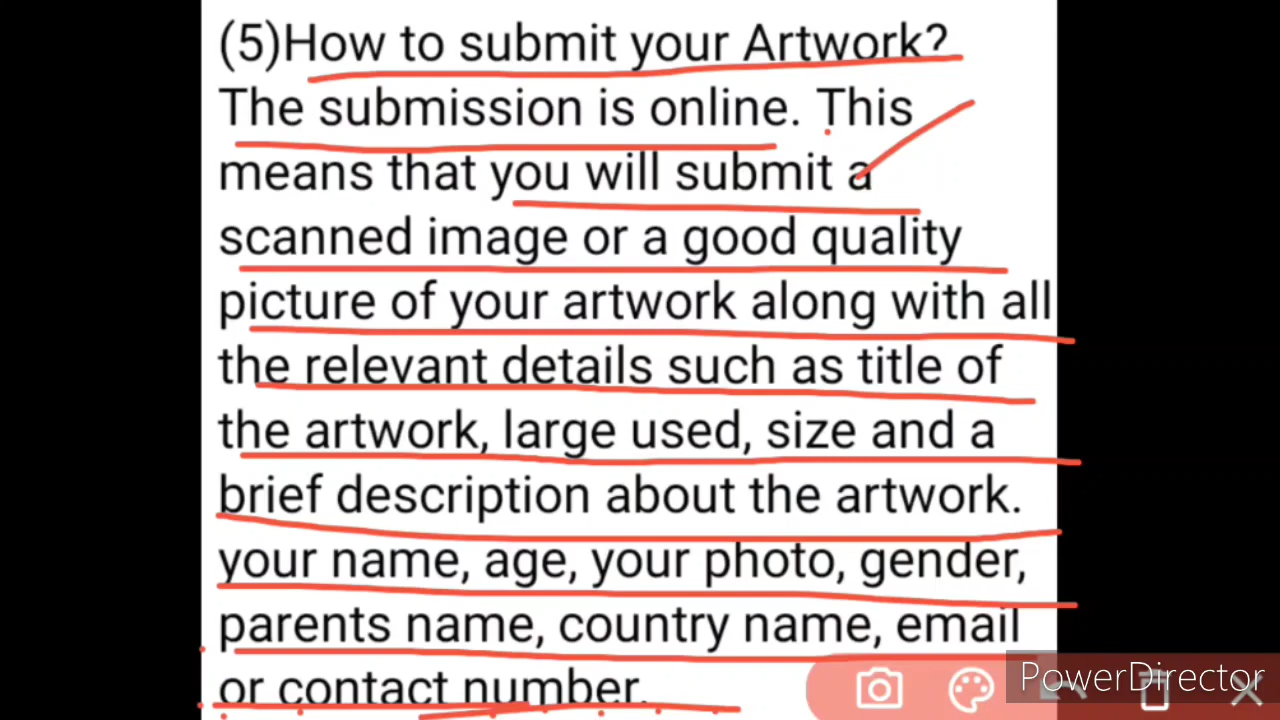 (5)How to submit your Artwork?
The submission is online. This
means that you will submit a
scanned image or a good quality
picture of your artwork along with all
the relevant details such as title of
the artwork, large used, size and a
brief description about the artwork.
your name, age, your photo, gender,
parents name, country name, email
or contact number.
PowerDirector